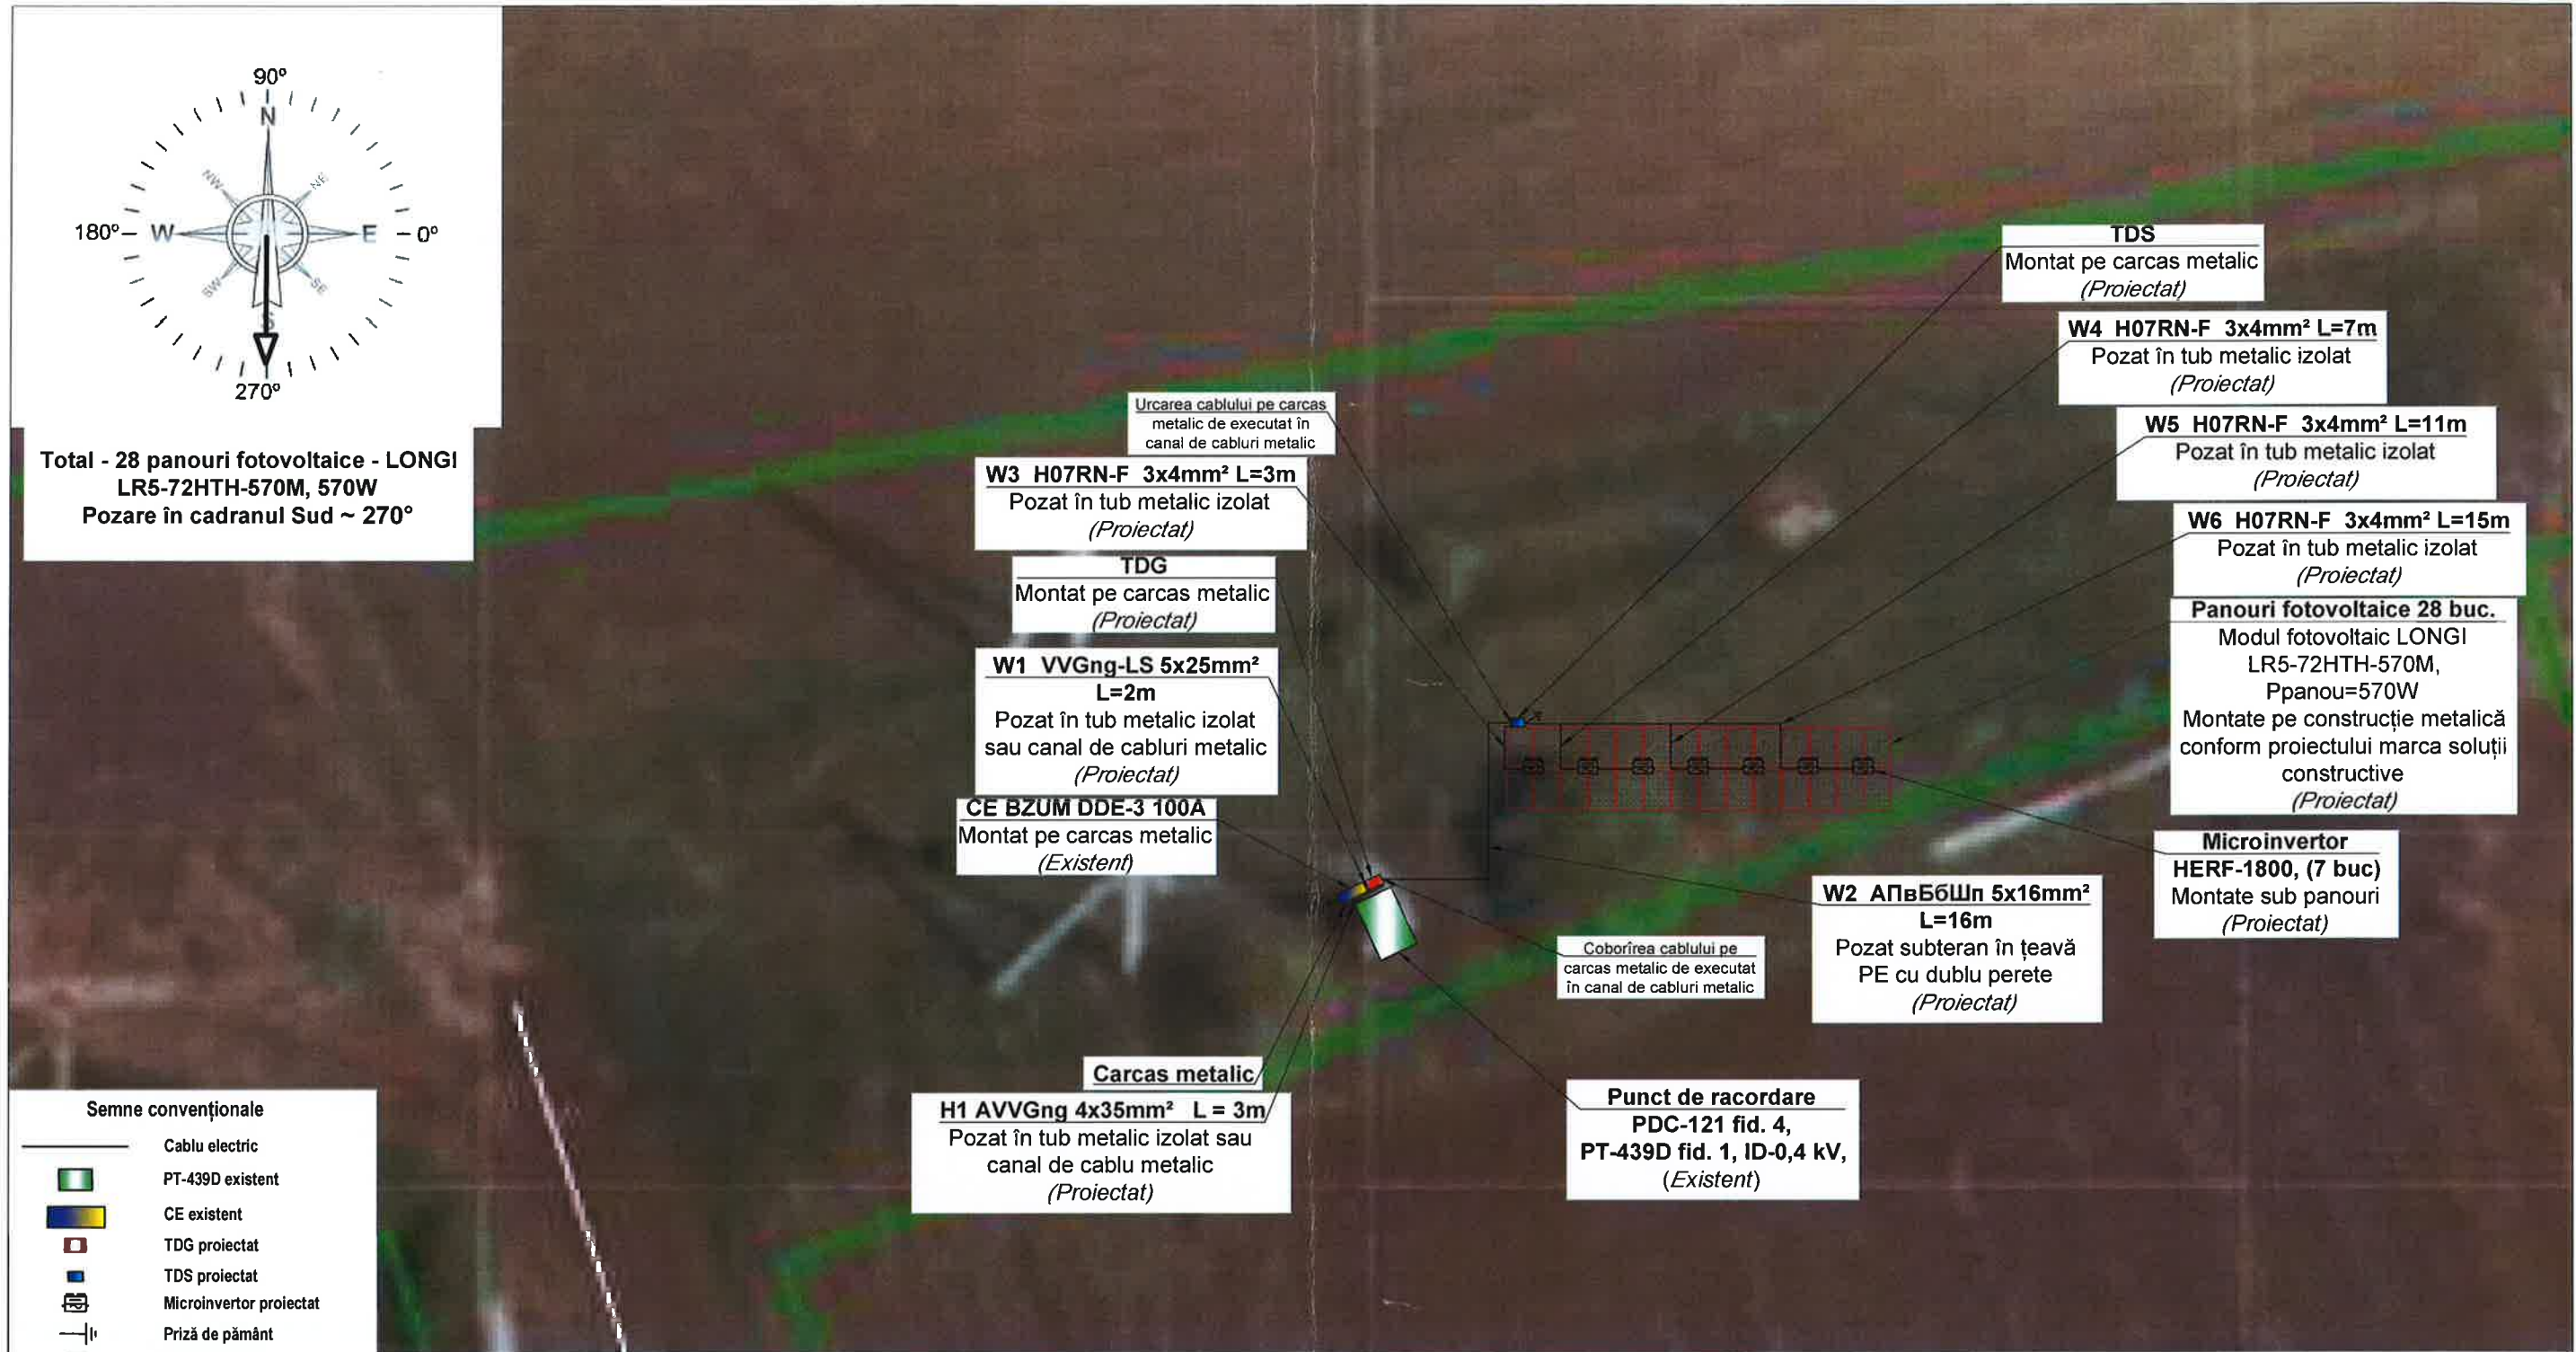 90º
N
NW
NE
180º
W
E
0º
SW
SE
S
270º
Total - 28 panouri fotovoltaice - LONGI
LR5-72HTH-570M, 570W
Pozare în cadranul Sud ~ 270°
Urcarea cablului pe carcas
metalic de executat în
canal de cabluri metalic
W3 H07RN-F 3x4mm² L=3m
Pozat în tub metalic izolat
(Proiectat)
TDG
Montat pe carcas metalic
(Proiectat)
W1 VVGng-LS 5x25mm²
L=2m
Pozat în tub metalic izolat
sau canal de cabluri metalic
(Proiectat)
CE BZUM DDE-3 100A
Montat pe carcas metalic
(Existent)
Carcas metalic
H1 AVVGng 4x35mm² L = 3m
Pozat în tub metalic izolat sau
canal de cablu metalic
(Proiectat)
TDS
Montat pe carcas metalic
(Proiectat)
W4 H07RN-F 3x4mm² L=7m
Pozat în tub metalic izolat
(Proiectat)
W5 H07RN-F 3x4mm² L=11m
Pozat în tub metalic izolat
(Proiectat)
W6 H07RN-F 3x4mm² L=15m
Pozat în tub metalic izolat
(Proiectat)
Panouri fotovoltaice 28 buc.
Modul fotovoltaic LONGI
LR5-72HTH-570M,
Ppanou=570W
Montate pe construcție metalică
conform proiectului marca soluții
constructive
(Proiectat)
Microinvertor
HERF-1800, (7 buc)
Montate sub panouri
(Proiectat)
W2 АПвБбШп 5x16mm²
L=16m
Pozat subteran în țeavă
PE cu dublu perete
(Proiectat)
Coborîrea cablului pe
carcas metalic de executat
în canal de cabluri metalic
Punct de racordare
PDC-121 fid. 4,
PT-439D fid. 1, ID-0,4 kV,
(Existent)
Semne convenționale
Cablu electric
PT-439D existent
CE existent
TDG proiectat
TDS proiectat
Microinvertor proiectat
Priză de pământ